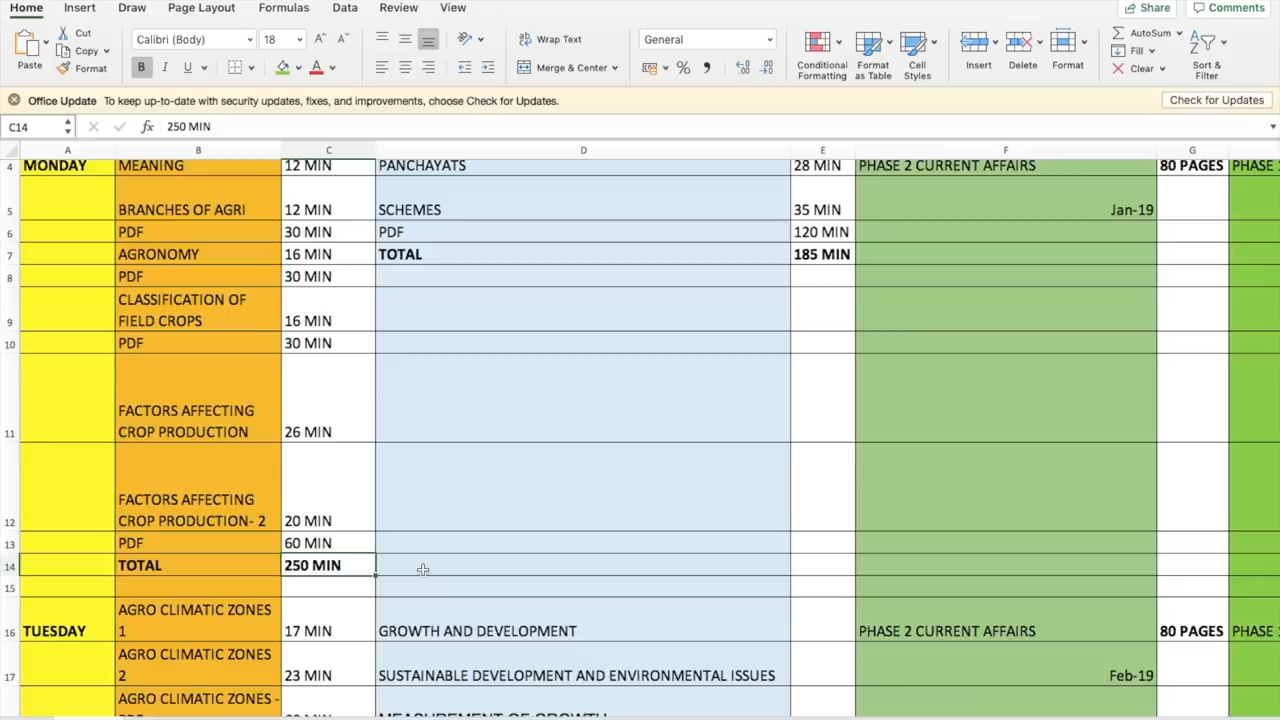 Home Insert Draw Page Layout Formulas Data Review View Share Comments
Paste Cut Copy Format
Calibri (Body) 18 A A
B I U A
Wrap Text
Merge & Center
General
% 
Conditional Formatting
Format as Table
Cell Styles
Insert Delete Format
AutoSum
Fill
Clear
Sort & Filter
Office Update To keep up-to-date with security updates, fixes, and improvements, choose Check for Updates. Check for Updates
C14 fx 250 MIN
A B C D E F G
4 MONDAY MEANING 12 MIN PANCHAYATS 28 MIN PHASE 2 CURRENT AFFAIRS 80 PAGES PHASE
5 BRANCHES OF AGRI 12 MIN SCHEMES 35 MIN Jan-19
6 PDF 30 MIN PDF 120 MIN
7 AGRONOMY 16 MIN TOTAL 185 MIN
8 PDF 30 MIN
9 CLASSIFICATION OF FIELD CROPS 16 MIN
10 PDF 30 MIN
11 FACTORS AFFECTING CROP PRODUCTION 26 MIN
12 FACTORS AFFECTING CROP PRODUCTION- 2 20 MIN
13 PDF 60 MIN
14 TOTAL 250 MIN
15
16 TUESDAY AGRO CLIMATIC ZONES 1 17 MIN GROWTH AND DEVELOPMENT PHASE 2 CURRENT AFFAIRS 80 PAGES PHASE
17 AGRO CLIMATIC ZONES 2 23 MIN SUSTAINABLE DEVELOPMENT AND ENVIRONMENTAL ISSUES Feb-19
AGRO CLIMATIC ZONES - MEASUREMENT OF GROWTH